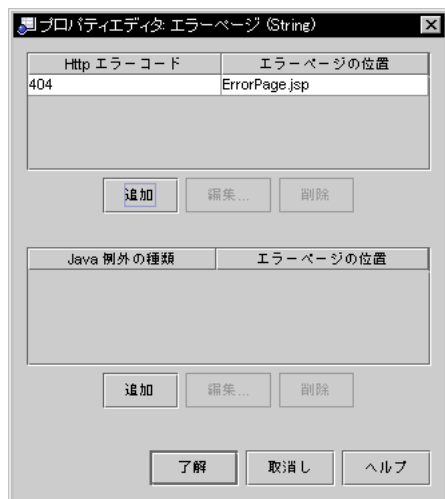 プロパティエディタ: エラーページ (String)
Http エラーコード エラーページの位置
404 ErrorPage.jsp
追加 編集... 削除
Java 例外の種類 エラーページの位置
追加 編集... 削除
了解 取消し ヘルプ